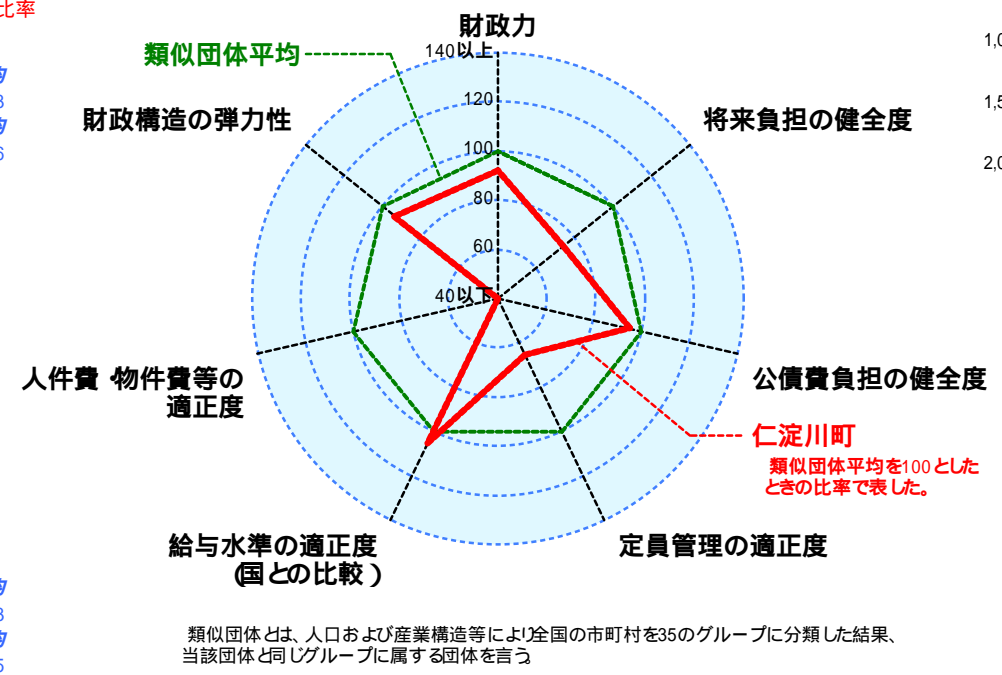 比率
財政力
140以上
類似団体平均
120
財政構造の弾力性
将来負担の健全度
100
80
60
40以下
人件費・物件費等の
適正度
公債費負担の健全度
仁淀川町
類似団体平均を100とした
ときの比率で表した。
給与水準の適正度
(国との比較)
定員管理の適正度
類似団体とは、人口および産業構造等により全国の市町村を35のグループに分類した結果、
当該団体と同じグループに属する団体を言う。